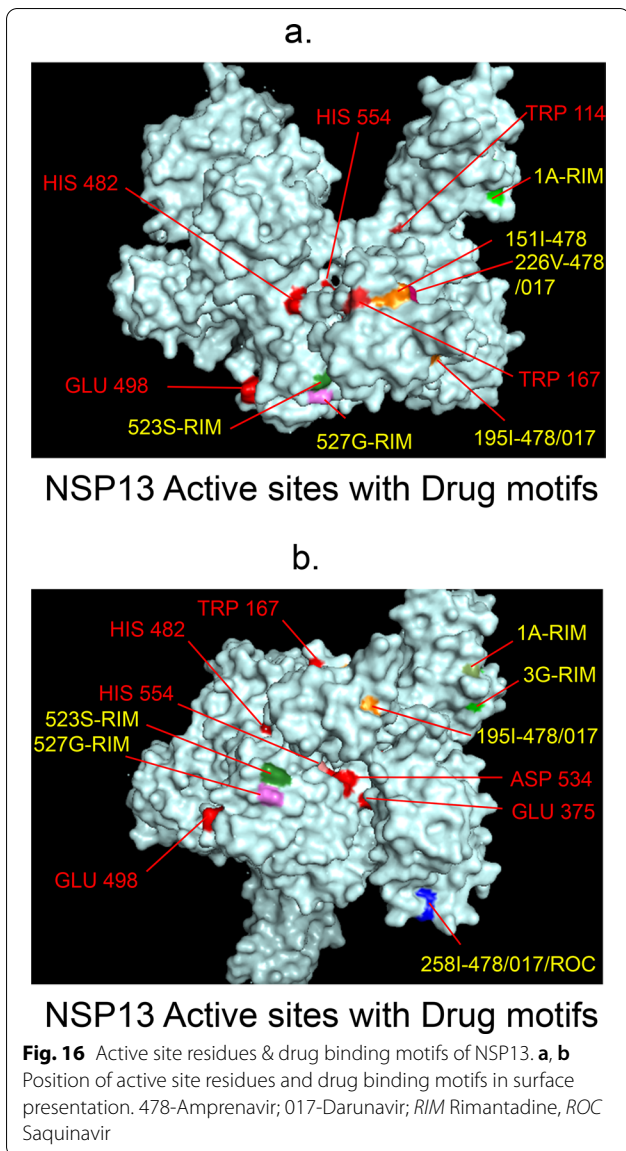 a.
HIS 554
TRP 114
HIS 482
1A-RIM
151I-478
226V-478
/017
GLU 498
TRP 167
523S-RIM
527G-RIM
195I-478/017
NSP13 Active sites with Drug motifs
b.
TRP 167
HIS 482
1A-RIM
HIS 554
3G-RIM
523S-RIM
527G-RIM
195I-478/017
ASP 534
GLU 375
GLU 498
258I-478/017/ROC
NSP13 Active sites with Drug motifs
Fig. 16 Active site residues & drug binding motifs of NSP13. a, b
Position of active site residues and drug binding motifs in surface
presentation. 478-Amprenavir; 017-Darunavir; RIM Rimantadine, ROC
Saquinavir